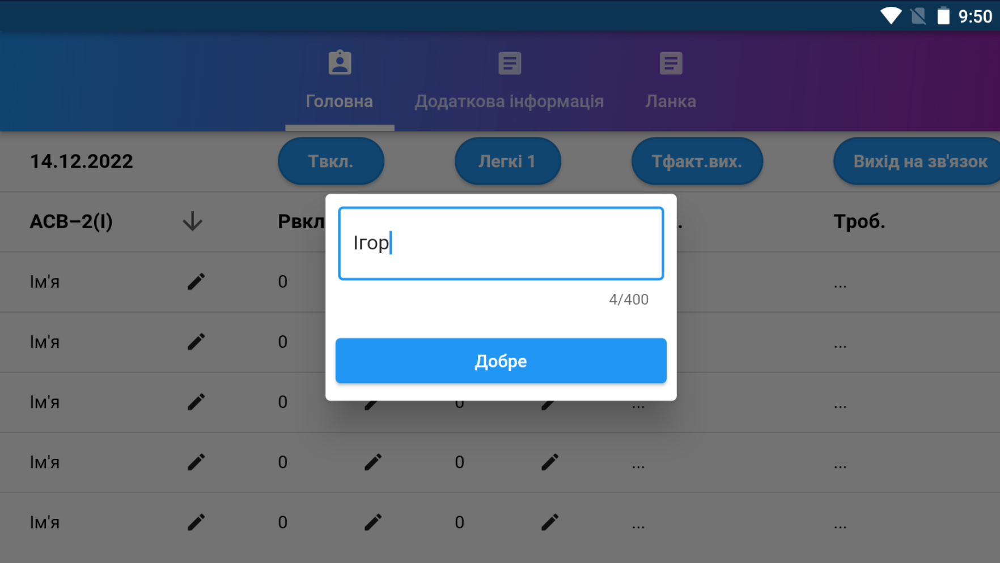 9:50
Головна
Додаткова інформація
Ланка
14.12.2022
Твкл.
Легкі 1
Тфакт.вих.
Вихід на зв'язок
АСВ–2(І)
Рвкл
.
Троб.
Ігор
4/400
Добре
Ім'я 0 ...
Ім'я 0 ...
Ім'я 0 0 ... ...
Ім'я 0 0 ... ...
Ім'я 0 0 ... ...